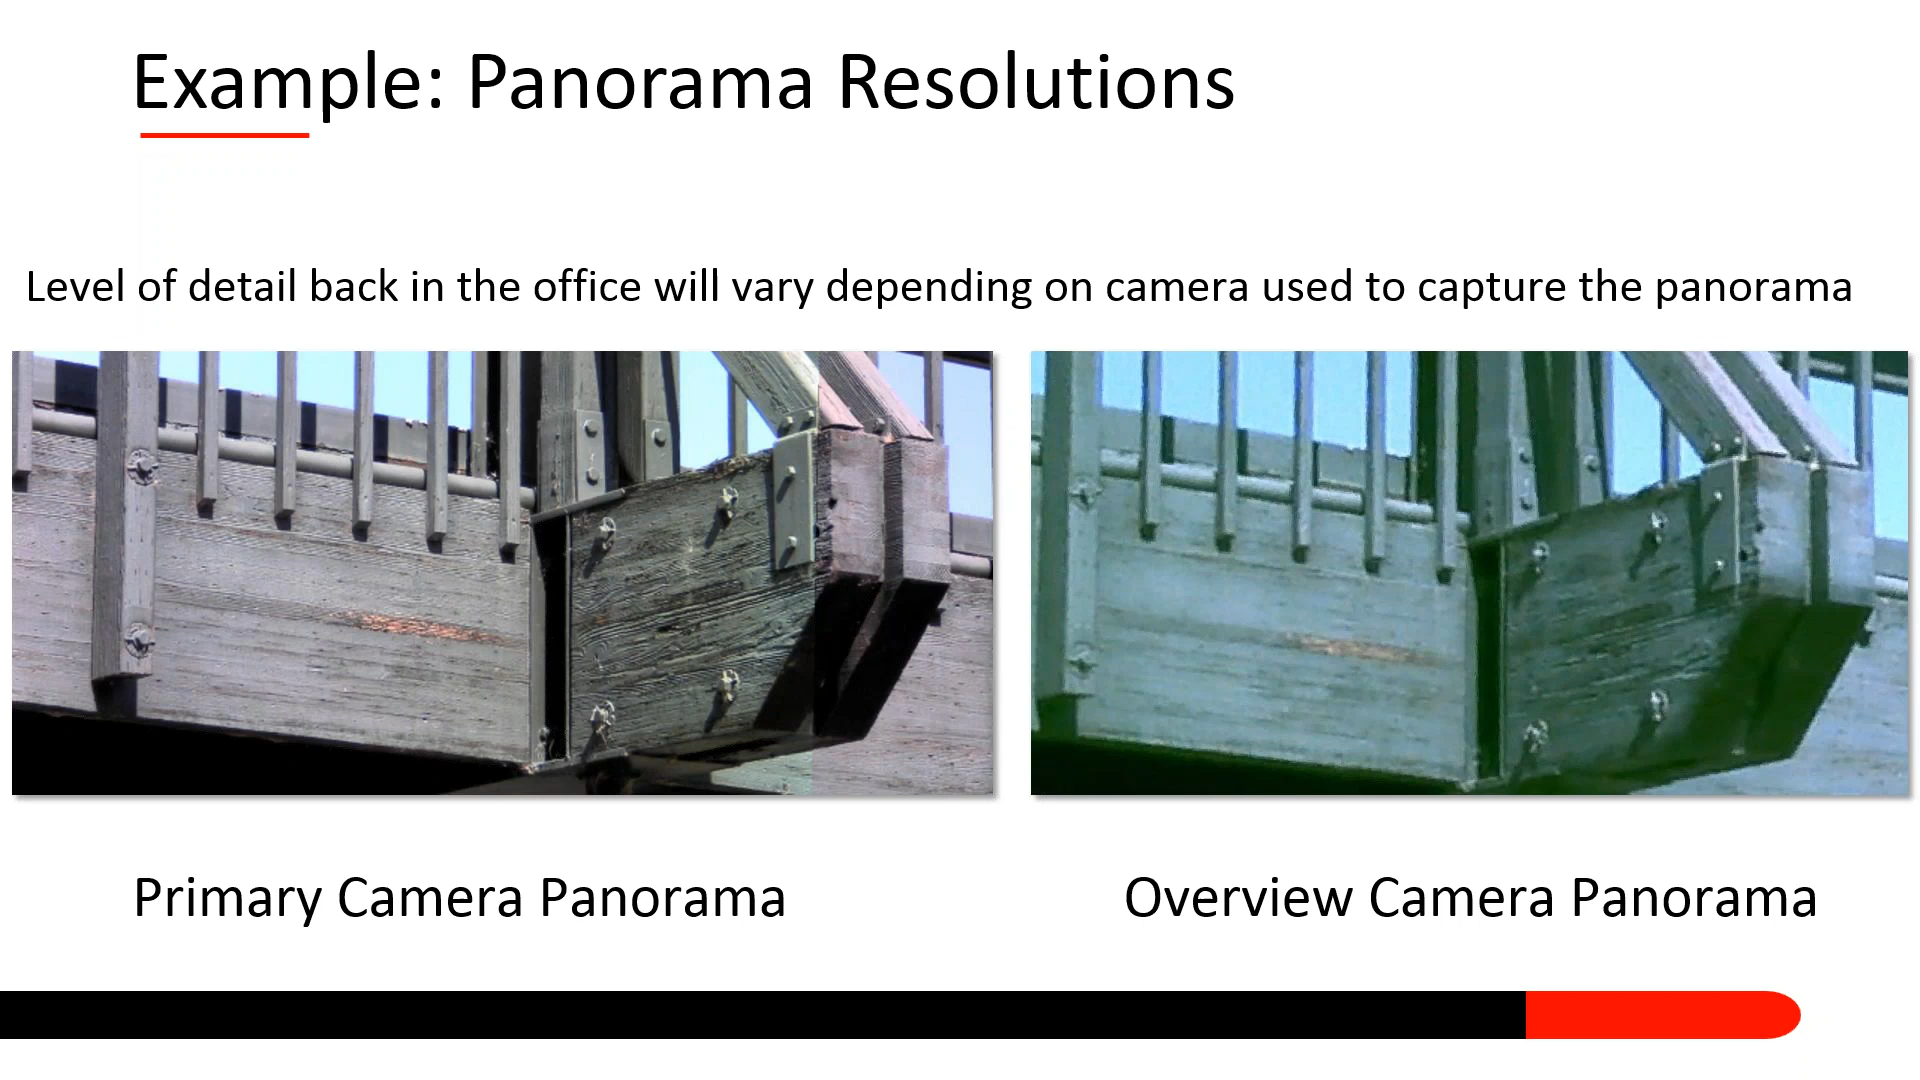 Example: Panorama Resolutions
Level of detail back in the office will vary depending on camera used to capture the panorama
Primary Camera Panorama
Overview Camera Panorama